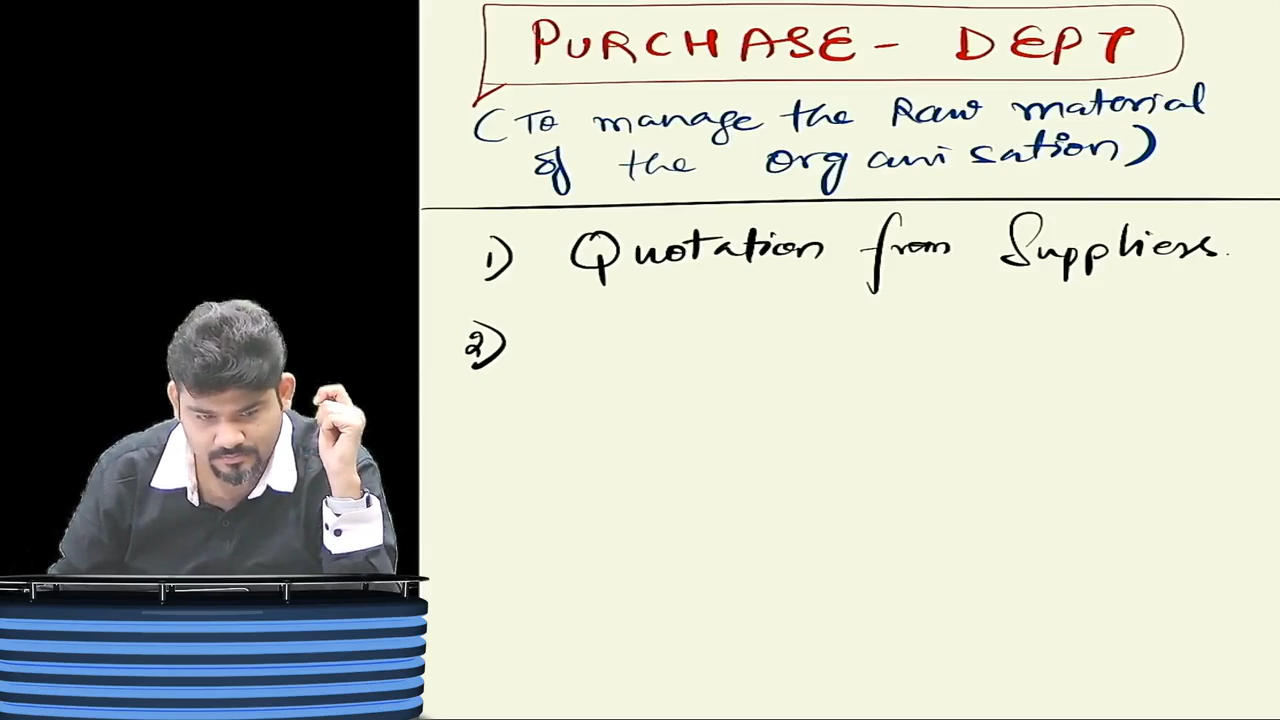 PURCHASE - DEPT
(To manage the Raw material
of the organisation)
1) Quotation from Suppliers.
2)